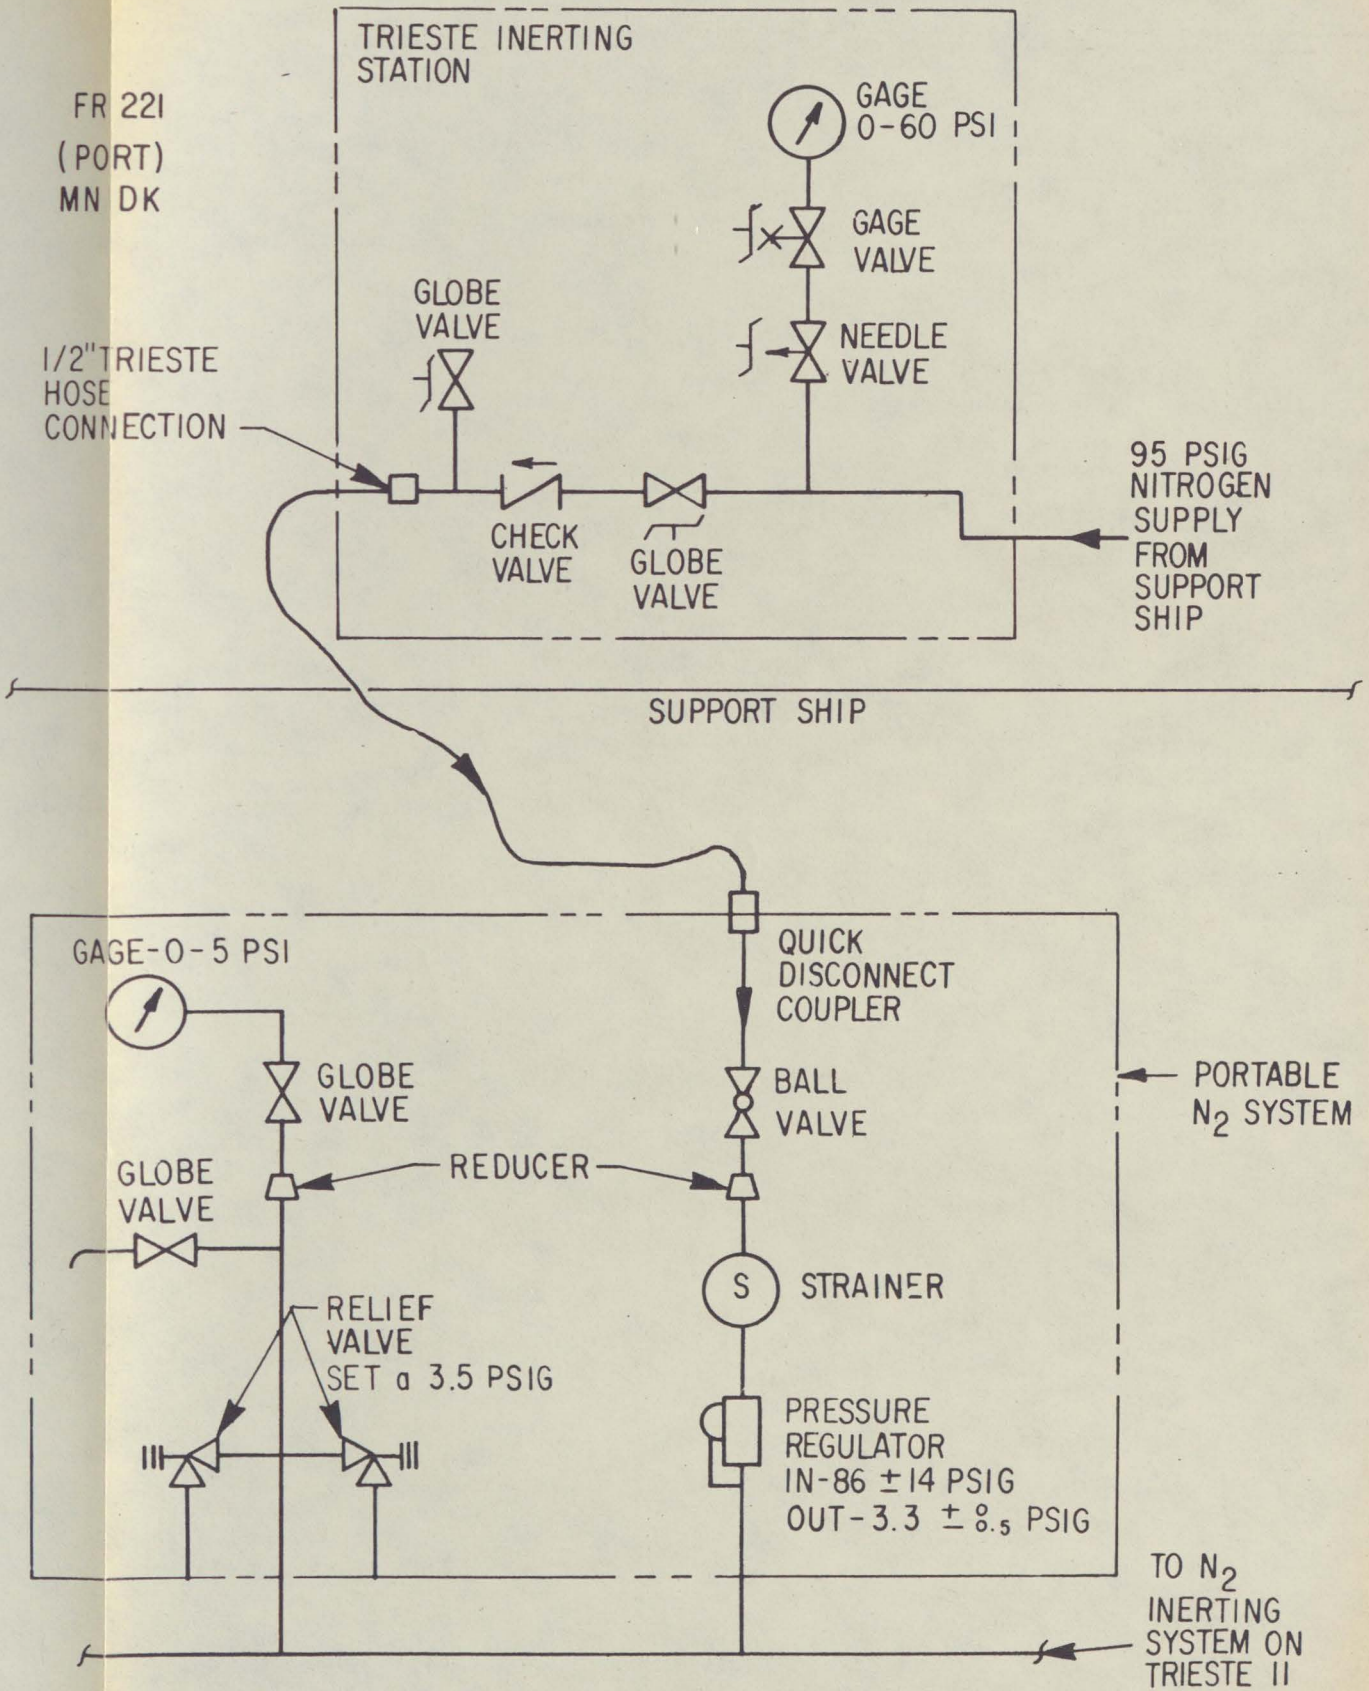 TRIESTE INERTING
STATION
FR 221
(PORT)
MN DK
GAGE
0-60 PSI
GAGE
VALVE
GLOBE
VALVE
NEEDLE
VALVE
1/2" TRIESTE
HOSE
CONNECTION
95 PSIG
NITROGEN
SUPPLY
FROM
SUPPORT
SHIP
CHECK
VALVE
GLOBE
VALVE
SUPPORT SHIP
GAGE-0-5 PSI
QUICK
DISCONNECT
COUPLER
GLOBE
VALVE
BALL
VALVE
PORTABLE
N2 SYSTEM
REDUCER
GLOBE
VALVE
S
STRAINER
RELIEF
VALVE
SET a 3.5 PSIG
PRESSURE
REGULATOR
IN-86 ±14 PSIG
OUT-3.3 ± 0/0.5 PSIG
TO N2
INERTING
SYSTEM ON
TRIESTE II